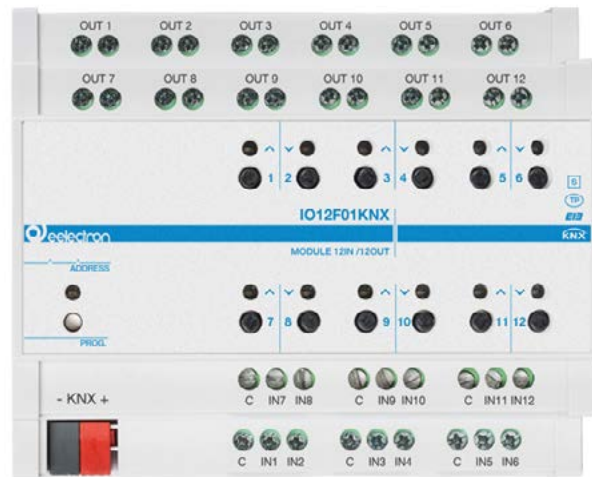 OUT 1 OUT 2 OUT 3 OUT 4 OUT 5 OUT 6
OUT 7 OUT 8 OUT 9 OUT 10 OUT 11 OUT 12
1 2 3 4 5 6
S
TP
IO12F01KNX
EIB
eelectron
KNX
MODULE 12IN /12OUT
ADDRESS
7 8 9 10 11 12
PROG.
- KNX +
C IN7 IN8 C IN9 IN10 C IN11 IN12
C IN1 IN2 C IN3 IN4 C IN5 IN6